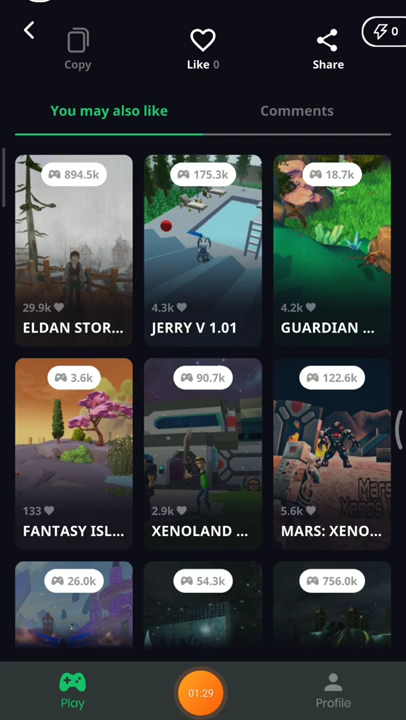 0
Copy
Like 0
Share
You may also like
Comments
894.5k
175.3k
18.7k
29.9k
4.3k
4.2k
ELDAN STOR...
JERRY V 1.01
GUARDIAN ...
3.6k
90.7k
122.6k
133
2.9k
5.6k
FANTASY ISL...
XENOLAND ...
MARS: XENO...
26.0k
54.3k
756.0k
Play
01:29
Profile